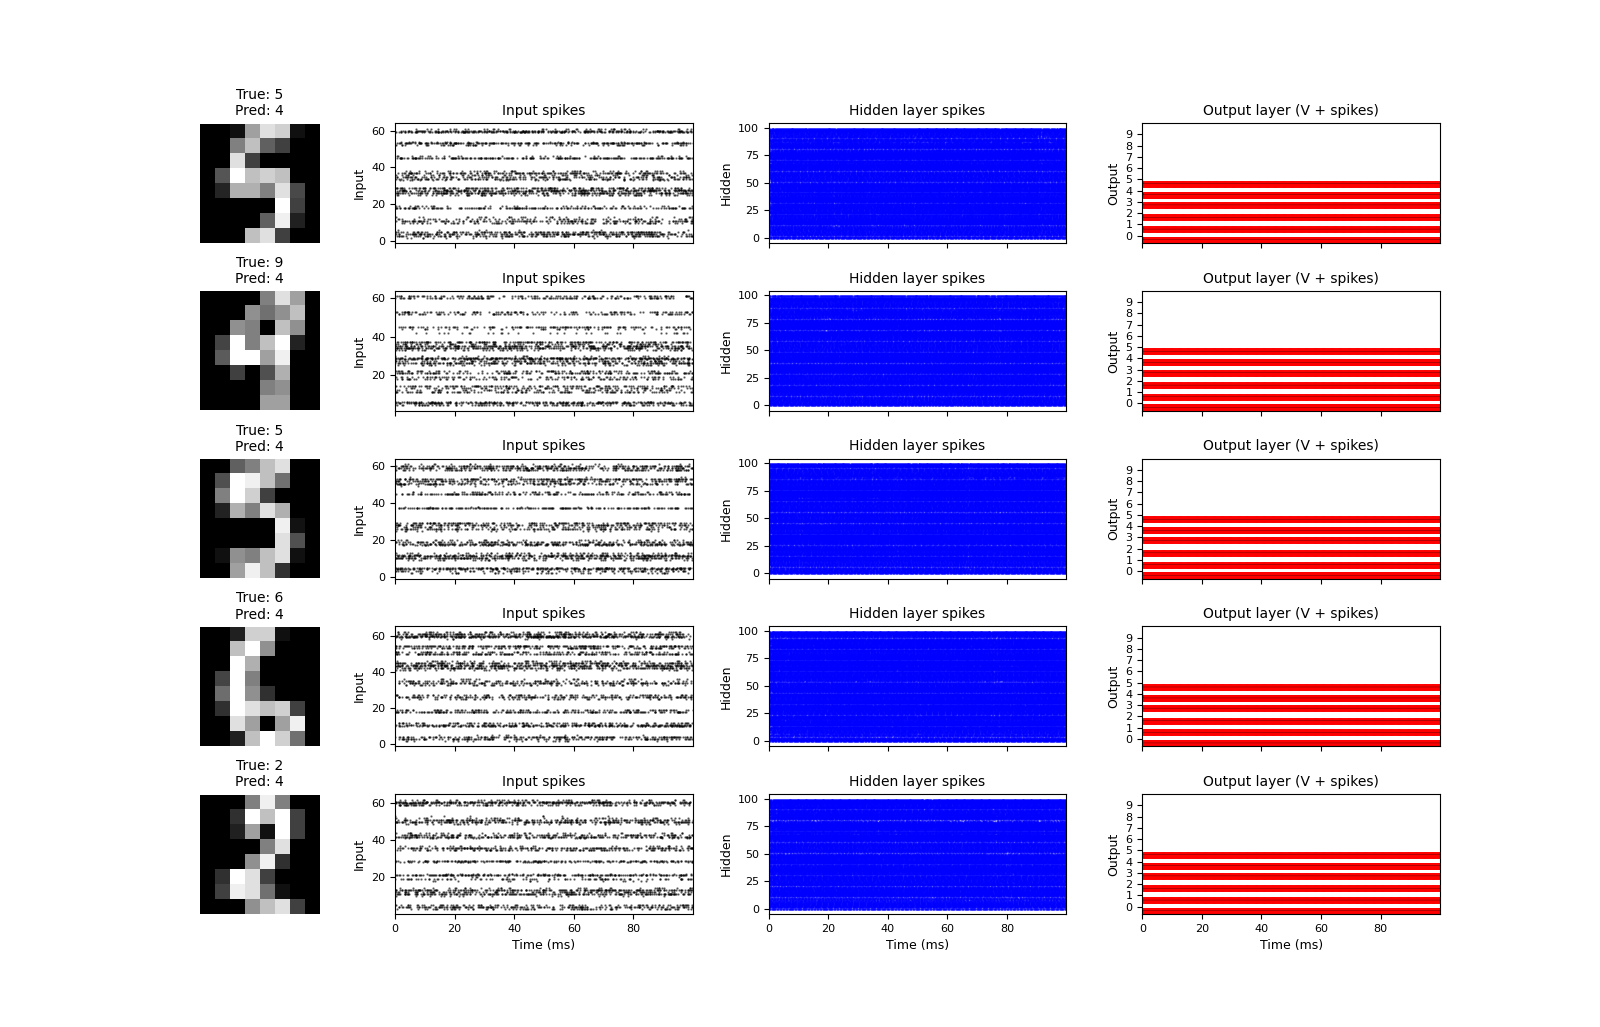 True: 5
Pred: 4
Input spikes
Hidden layer spikes
Output layer (V + spikes)
Input
60
40
20
0
Hidden
100
75
50
25
0
Output
9
8
7
6
5
4
3
2
1
0
True: 9
Pred: 4
Input spikes
Hidden layer spikes
Output layer (V + spikes)
Input
60
40
20
Hidden
100
75
50
25
0
Output
9
8
7
6
5
4
3
2
1
0
True: 5
Pred: 4
Input spikes
Hidden layer spikes
Output layer (V + spikes)
Input
60
40
20
0
Hidden
100
75
50
25
0
Output
9
8
7
6
5
4
3
2
1
0
True: 6
Pred: 4
Input spikes
Hidden layer spikes
Output layer (V + spikes)
Input
60
40
20
0
Hidden
100
75
50
25
0
Output
9
8
7
6
5
4
3
2
1
0
True: 2
Pred: 4
Input spikes
Hidden layer spikes
Output layer (V + spikes)
Input
60
40
20
Hidden
100
75
50
25
0
Output
9
8
7
6
5
4
3
2
1
0
0 20 40 60 80
Time (ms)
0 20 40 60 80
Time (ms)
0 20 40 60 80
Time (ms)